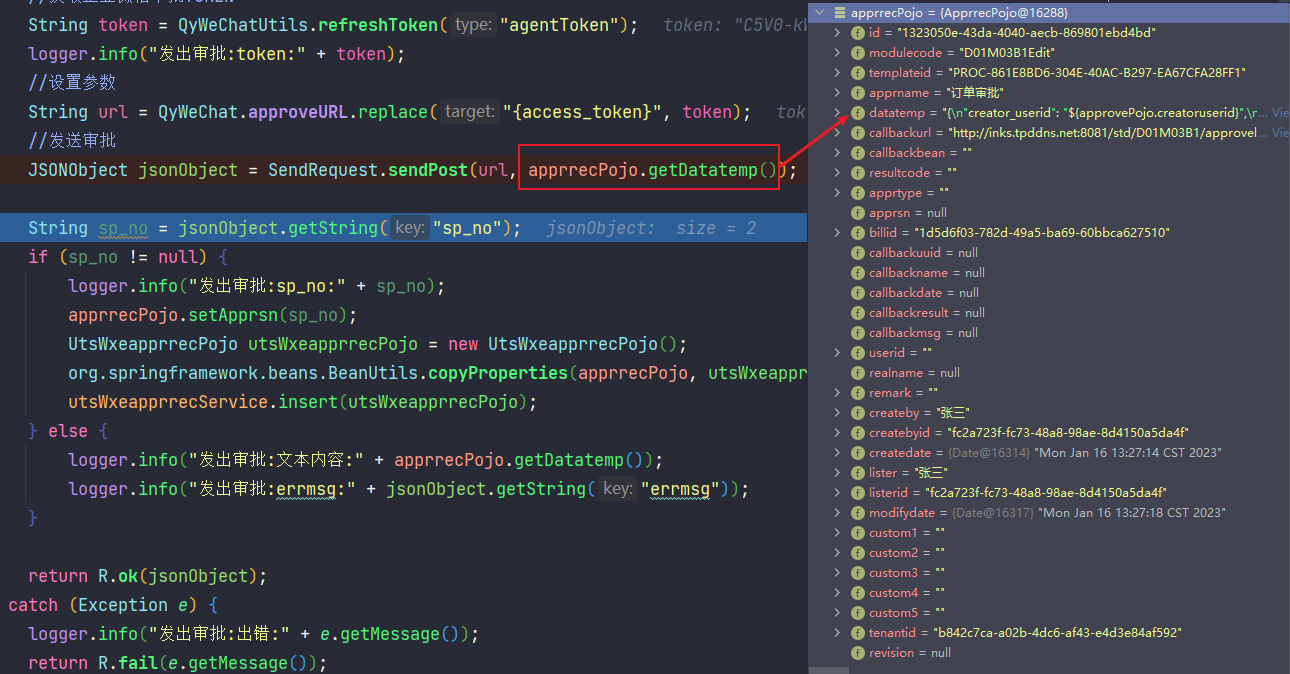 String token = QyWeChatUtils.refreshToken( type: "agentToken");   token: "C5V0-kW
logger.info("发出审批:token:" + token);
//设置参数
String url = QyWeChat.approveURL.replace( target: "{access_token}", token);   tok
//发送审批
JSONObject jsonObject = SendRequest.sendPost(url, apprrecPojo.getDatatemp());
String sp_no = jsonObject.getString( key: "sp_no");   jsonObject:  size = 2
if (sp_no != null) {
logger.info("发出审批:sp_no:" + sp_no);
apprrecPojo.setApprsn(sp_no);
UtsWxeapprrecPojo utsWxeapprrecPojo = new UtsWxeapprrecPojo();
org.springframework.beans.BeanUtils.copyProperties(apprrecPojo, utsWxeappr
utsWxeapprrecService.insert(utsWxeapprrecPojo);
} else {
logger.info("发出审批:文本内容:" + apprrecPojo.getDatatemp());
logger.info("发出审批:errmsg:" + jsonObject.getString( key: "errmsg"));
}
return R.ok(jsonObject);
catch (Exception e) {
logger.info("发出审批:出错:" + e.getMessage());
return R.fail(e.getMessage());
apprrecPojo = {ApprrecPojo@16288}
id = "1323050e-43da-4040-aecb-869801ebd4bd"
modulecode = "D01M03B1Edit"
templateid = "PROC-861E8BD6-304E-40AC-B297-EA67CFA28FF1"
apprname = "订单审批"
datatemp = "{\n"creator_userid": "${approvePojo.creatoruserid}",\r... Vie
callbackurl = "http://inks.tpddns.net:8081/std/D01M03B1/approvel... Vie
callbackbean = ""
resultcode = ""
apprtype = ""
apprsn = null
billid = "1d5d6f03-782d-49a5-ba69-60bbca627510"
callbackuuid = null
callbackname = null
callbackdate = null
callbackresult = null
callbackmsg = null
userid = ""
realname = null
remark = ""
createby = "张三"
createbyid = "fc2a723f-fc73-48a8-98ae-8d4150a5da4f"
createdate = {Date@16314} "Mon Jan 16 13:27:14 CST 2023"
lister = "张三"
listerid = "fc2a723f-fc73-48a8-98ae-8d4150a5da4f"
modifydate = {Date@16317} "Mon Jan 16 13:27:18 CST 2023"
custom1 = ""
custom2 = ""
custom3 = ""
custom4 = ""
custom5 = ""
tenantid = "b842c7ca-a02b-4dc6-af43-e4d3e84af592"
revision = null